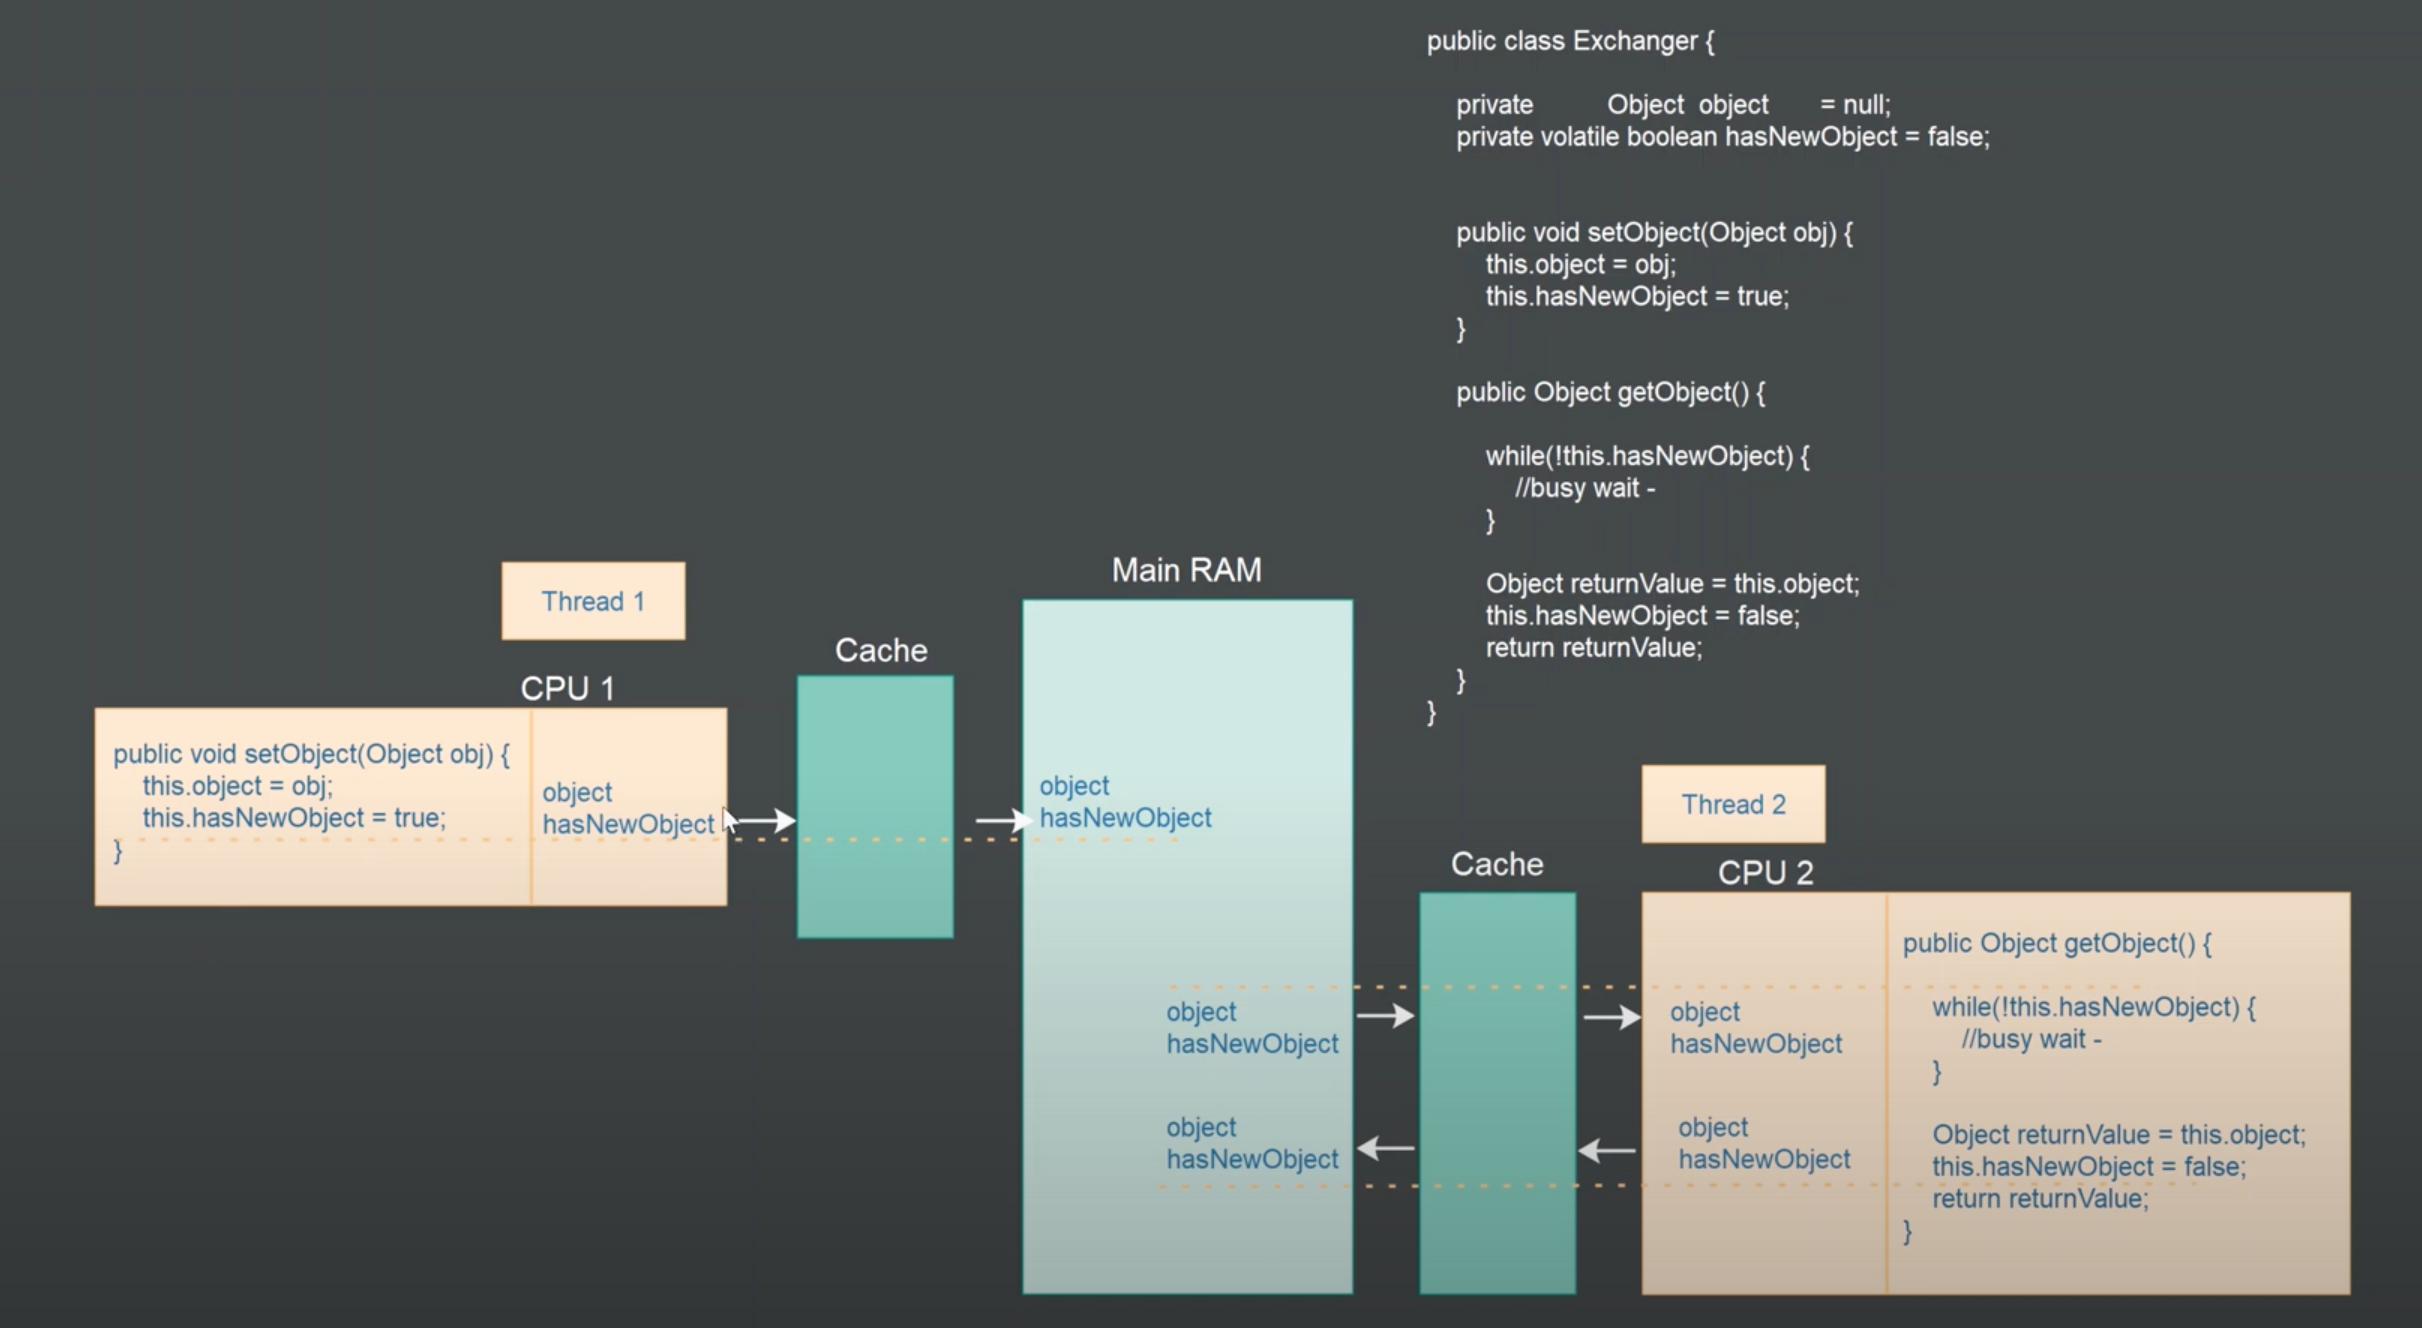 public class Exchanger {
private Object object = null;
private volatile boolean hasNewObject = false;
public void setObject(Object obj) {
this.object = obj;
this.hasNewObject = true;
}
public Object getObject() {
while(!this.hasNewObject) {
//busy wait -
}
Object returnValue = this.object;
this.hasNewObject = false;
return returnValue;
}
}
Thread 1
CPU 1
public void setObject(Object obj) {
this.object = obj;
this.hasNewObject = true;
}
object
hasNewObject
Cache
Main RAM
object
hasNewObject
object
hasNewObject
object
hasNewObject
Cache
Thread 2
CPU 2
object
hasNewObject
object
hasNewObject
public Object getObject() {
while(!this.hasNewObject) {
//busy wait -
}
Object returnValue = this.object;
this.hasNewObject = false;
return returnValue;
}